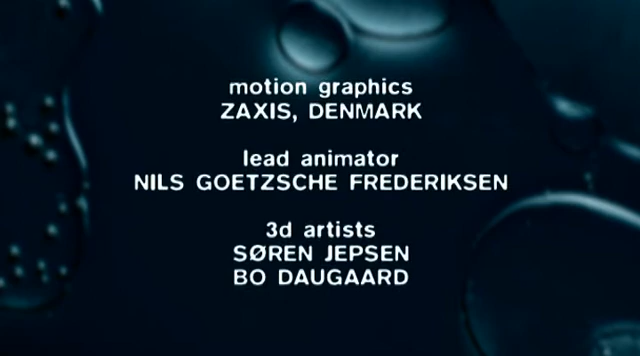 motion graphics
ZAXIS, DENMARK
lead animator
NILS GOETZSCHE FREDERIKSEN
3d artists
SØREN JEPSEN
BO DAUGAARD